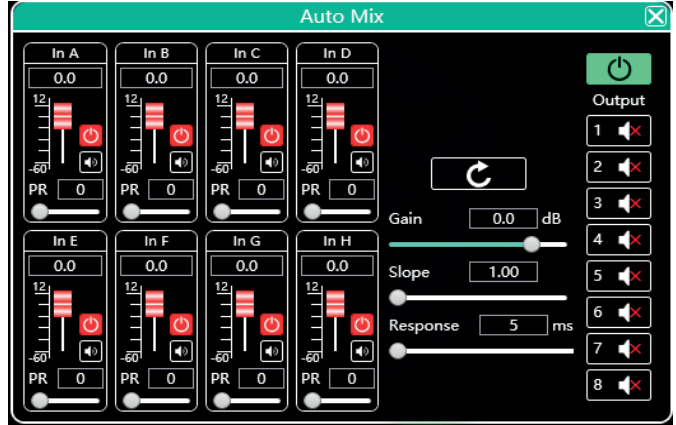 Auto Mix
In A In B In C In D
0.0 0.0 0.0 0.0
12 12 12 12
-60 -60 -60 -60
PR 0 PR 0 PR 0 PR 0
In E In F In G In H
0.0 0.0 0.0 0.0
12 12 12 12
-60 -60 -60 -60
PR 0 PR 0 PR 0 PR 0
Gain 0.0 dB
Slope 1.00
Response 5 ms
Output
1
2
3
4
5
6
7
8